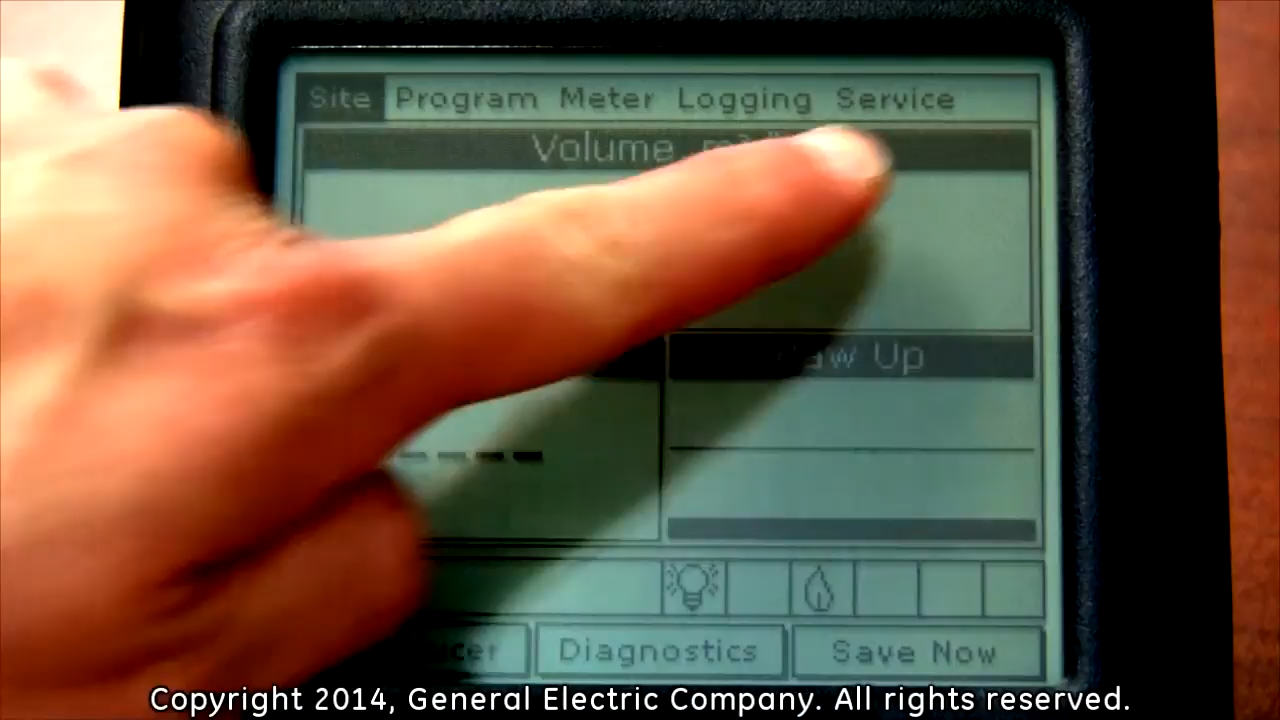 Site Program Meter Logging Service
Volume
Up
Diagnostics Save Now
Copyright 2014, General Electric Company. All rights reserved.